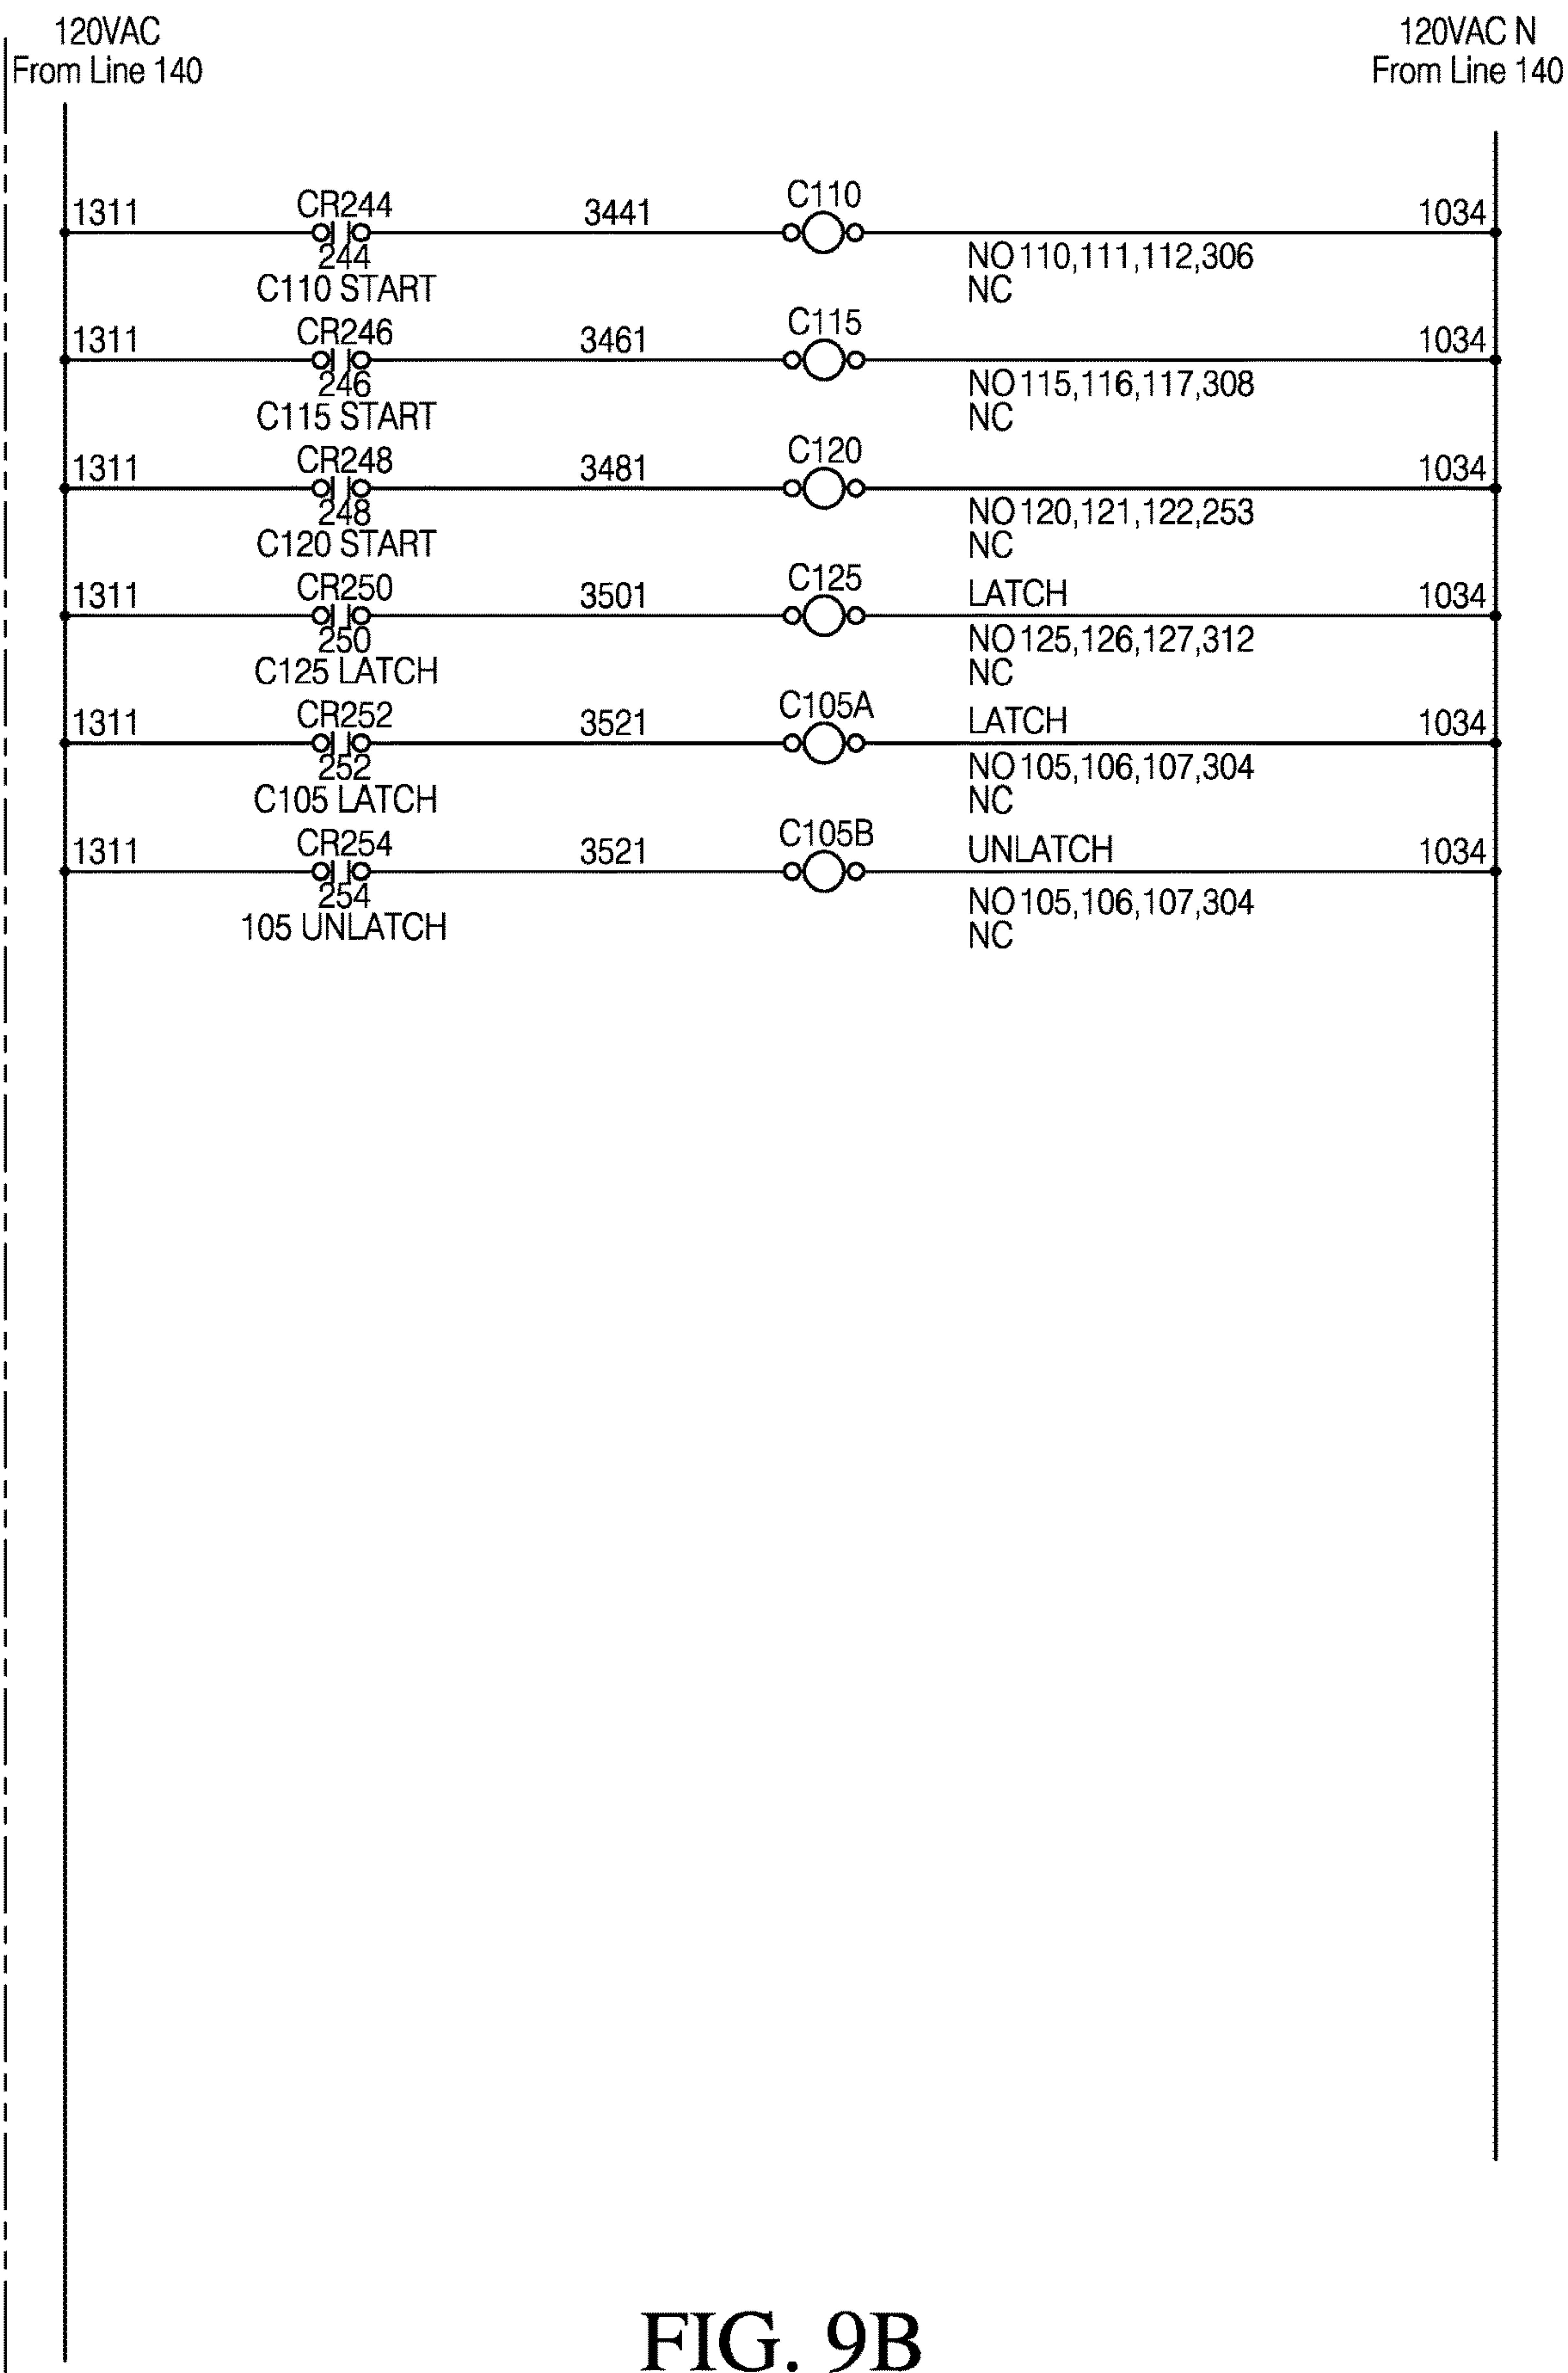 120VAC
From Line 140
120VAC N
From Line 140
1311 CR244 3441 C110 1034
244 NO 110,111,112,306
C110 START NC
1311 CR246 3461 C115 1034
246 NO 115,116,117,308
C115 START NC
1311 CR248 3481 C120 1034
248 NO 120,121,122,253
C120 START NC
1311 CR250 3501 C125 LATCH 1034
250 NO 125,126,127,312
C125 LATCH NC
1311 CR252 3521 C105A LATCH 1034
252 NO 105,106,107,304
C105 LATCH NC
1311 CR254 3521 C105B UNLATCH 1034
254 NO 105,106,107,304
105 UNLATCH NC
FIG. 9B